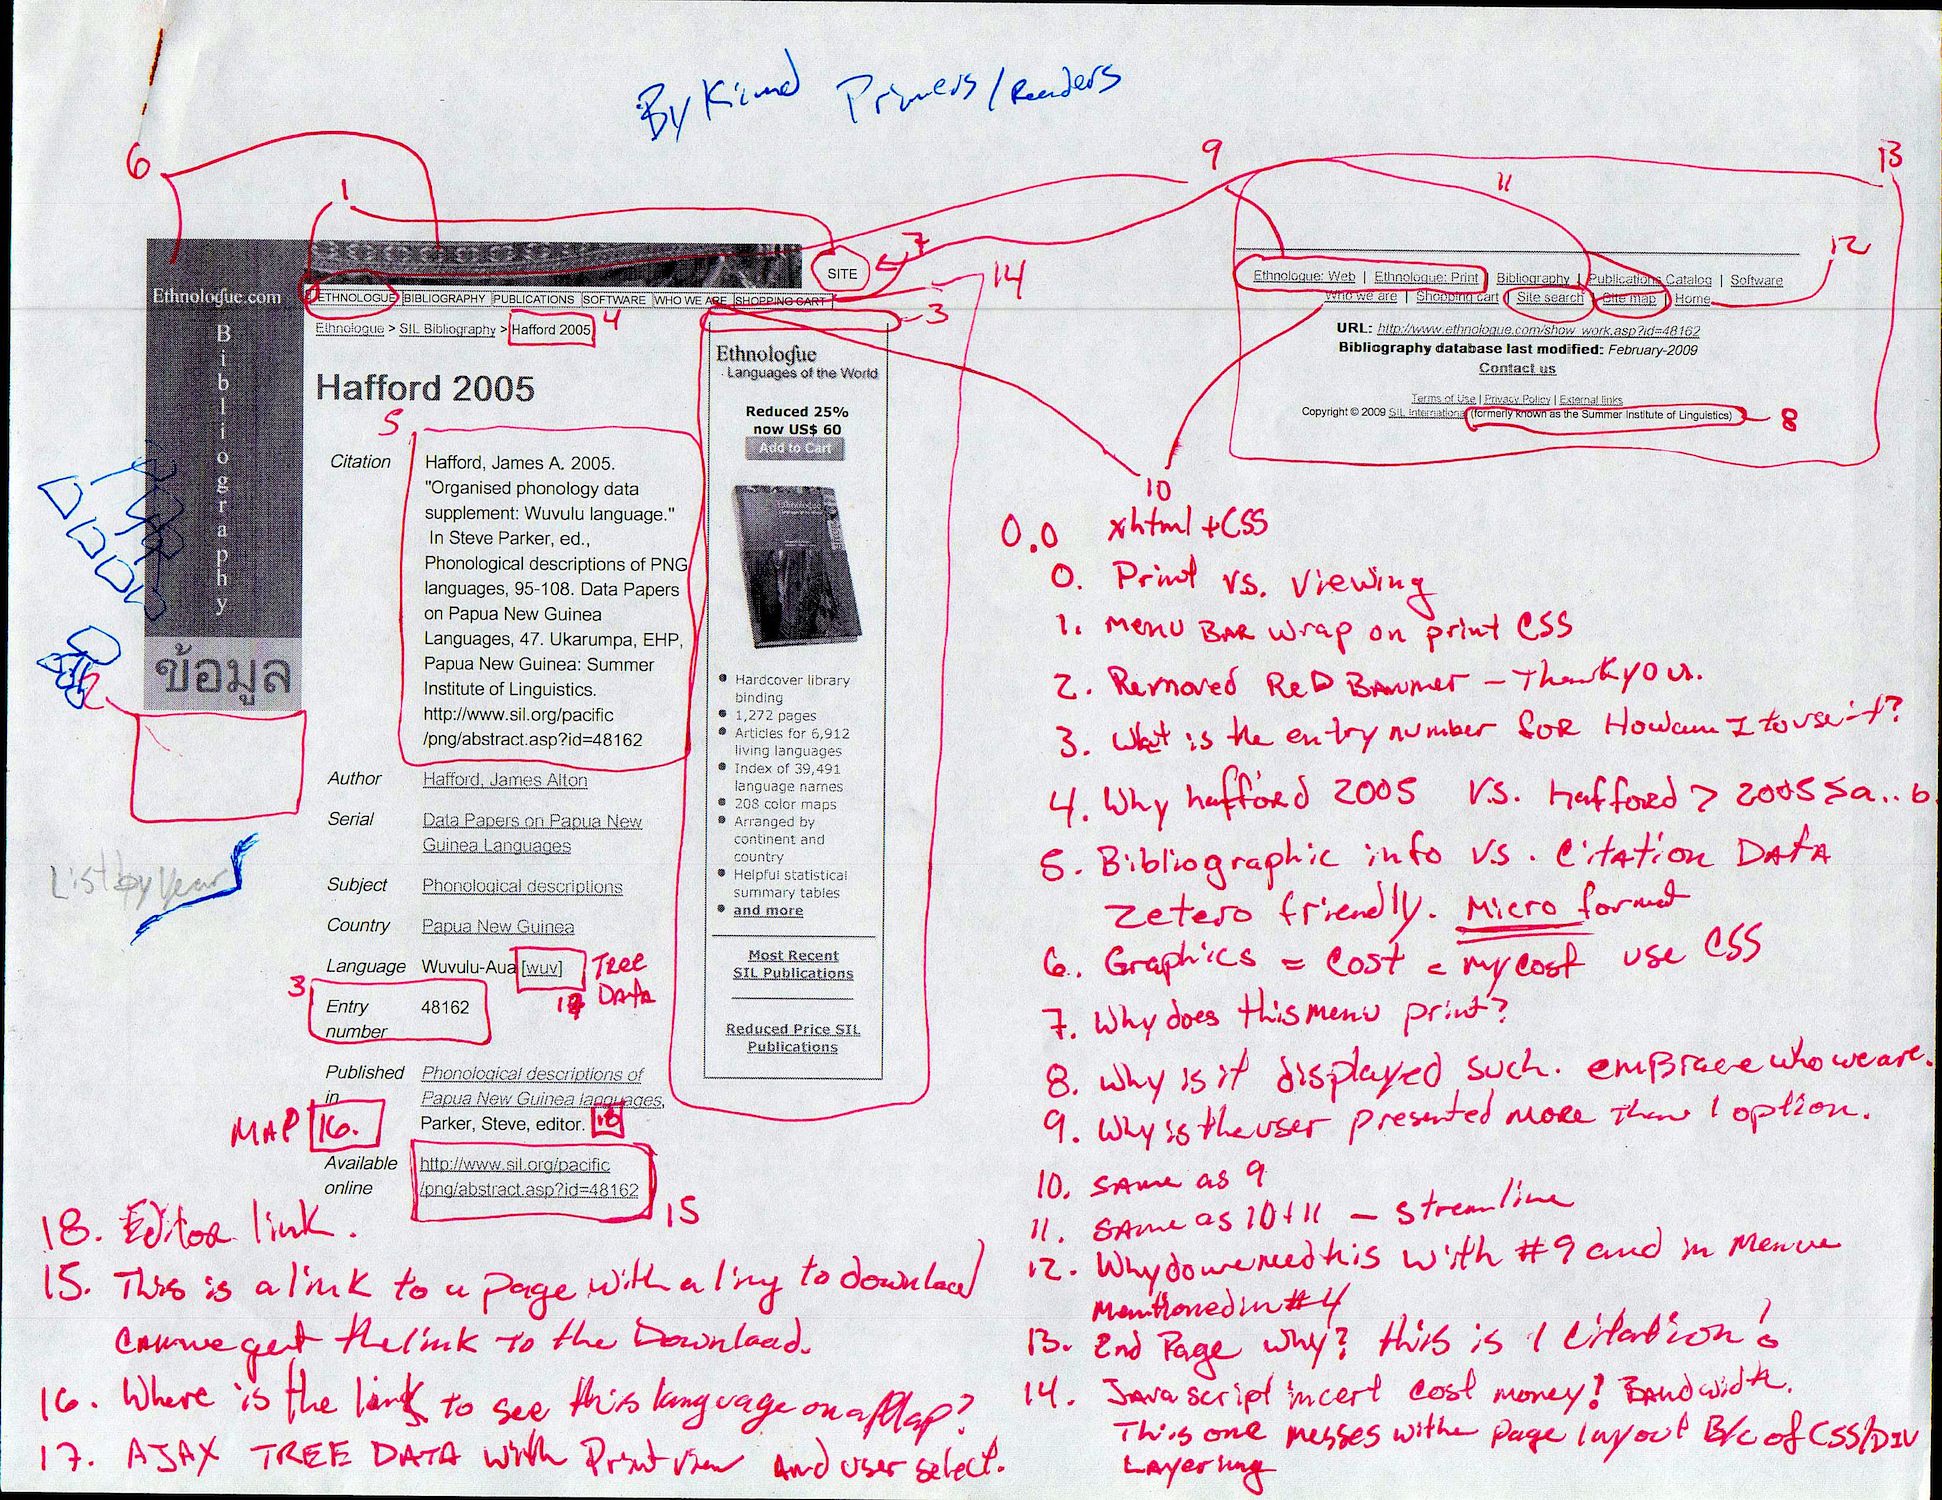 By Kind Primers/Readers
6
1
9
11
13
7
12
14
SITE
Ethnologue.com
Bibliography
ข้อมูล
ETHNOLOGUE BIBLIOGRAPHY PUBLICATIONS SOFTWARE WHO WE ARE SHOPPING CART
3
Ethnologue > SIL Bibliography > Hafford 2005
4
Hafford 2005
5
Citation
Hafford, James A. 2005.
"Organised phonology data
supplement: Wuvulu language."
In Steve Parker, ed.,
Phonological descriptions of PNG
languages, 95-108. Data Papers
on Papua New Guinea
Languages, 47. Ukarumpa, EHP,
Papua New Guinea: Summer
Institute of Linguistics.
http://www.sil.org/pacific
/png/abstract.asp?id=48162
Author Hafford, James Alton
Serial Data Papers on Papua New
Guinea Languages
Subject Phonological descriptions
Country Papua New Guinea
Language Wuvulu-Aua [wuv]
TREE
DATA
17
3
Entry 48162
number
Published Phonological descriptions of
in Papua New Guinea languages,
Parker, Steve, editor. 18
MAP 16.
Available http://www.sil.org/pacific
online /png/abstract.asp?id=48162
15
2
List by year
Ethnologue
Languages of the World
Reduced 25%
now US$ 60
Add to Cart
Hardcover library
binding
1,272 pages
Articles for 6,912
living languages
Index of 39,491
language names
208 color maps
Arranged by
continent and
country
Helpful statistical
summary tables
and more
Most Recent
SIL Publications
Reduced Price SIL
Publications
Ethnologue: Web | Ethnologue: Print | Bibliography | Publications Catalog | Software
Who we are | Shopping cart | Site search | Site map | Home
URL: http://www.ethnologue.com/show_work.asp?id=48162
Bibliography database last modified: February-2009
Contact us
Terms of Use | Privacy Policy | External links
Copyright © 2009 SIL International (formerly known as the Summer Institute of Linguistics)
8
10
0.0 xhtml + CSS
0. Print vs. Viewing
1. MENU BAR wrap on print CSS
2. Removed ReD BANNER - Thank you.
3. What is the entry number for How am I to use it?
4. Why hafford 2005 V.S. hafford > 2005 a.. b.
5. Bibliographic info vs. Citation DATA
Zetero friendly. Micro format
6. Graphics = cost = my cost use CSS
7. Why does this menu print?
8. Why is it displayed such. embrace who we are.
9. Why is the user presented more than 1 option.
10. SAme as 9
11. SAme as 10+11 - streamline
12. Why do we need this with #9 and in Menue
Mentioned in #4
13. 2nd Page why? this is 1 citation!
14. JAVA script incert cost money! BANDwidth.
This one messes with the page layout B/c of CSS/DIV
LAyering
18. Editor link.
15. This is a link to a page with a link to download
CAN we get the link to the Download.
16. Where is the link to see this language on a Map?
17. AJAX TREE DATA with Print view And user select.